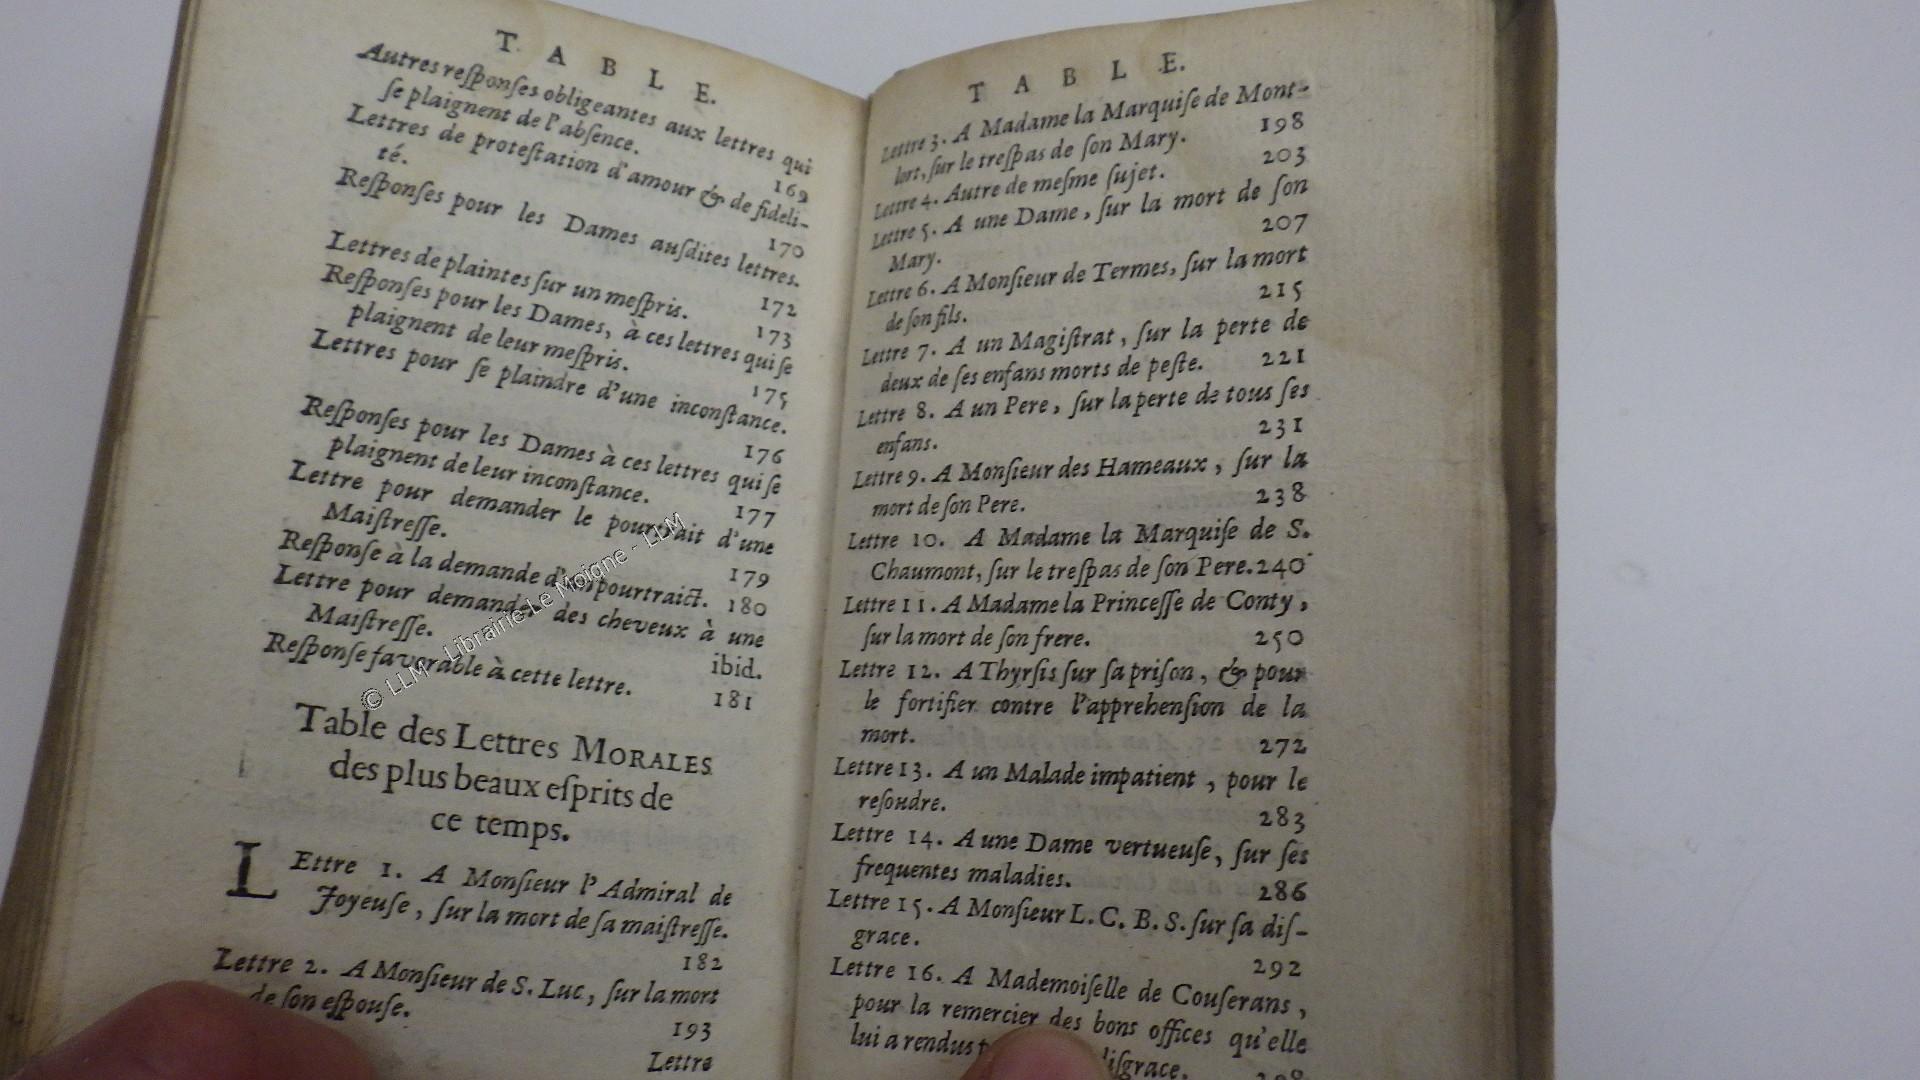 TABLE.
Autres reſponſes obligeantes aux lettres qui
ſe plaignent de l'abſence. 169
Lettres de proteſtation d'amour & de fideli-
té. 170
Reſponſes pour les Dames auſdites lettres.
172
Lettres de plaintes ſur un meſpris. 173
Reſponſes pour les Dames, à ces lettres qui ſe
plaignent de leur meſpris. 175
Lettres pour ſe plaindre d'une inconſtance.
176
Reſponſes pour les Dames à ces lettres qui ſe
plaignent de leur inconſtance. 177
Lettre pour demander le pourtrait d'une
Maiſtreſſe. 179
Reſponſe à la demande d'un pourtraict. 180
Lettre pour demander des cheveux à une
Maiſtreſſe. ibid.
Reſponſe favorable à cette lettre. 181
Table des Lettres MORALES
des plus beaux eſprits de
ce temps.
LEttre 1. A Monſieur l'Admiral de
Joyeuſe, ſur la mort de ſa maiſtreſſe.
182
Lettre 2. A Monſieur de S. Luc, ſur la mort
de ſon eſpouſe. 193
Lettre
TABLE.
Lettre 3. A Madame la Marquiſe de Mont-
lort, ſur le treſpas de ſon Mary. 198
Lettre 4. Autre de meſme ſujet. 203
Lettre 5. A une Dame, ſur la mort de ſon
Mary. 207
Lettre 6. A Monſieur de Termes, ſur la mort
de ſon fils. 215
Lettre 7. A un Magiſtrat, ſur la perte de
deux de ſes enfans morts de peſte. 221
Lettre 8. A un Pere, ſur la perte de tous ſes
enfans. 231
Lettre 9. A Monſieur des Hameaux, ſur la
mort de ſon Pere. 238
Lettre 10. A Madame la Marquiſe de S.
Chaumont, ſur le treſpas de ſon Pere. 240
Lettre 11. A Madame la Princeſſe de Conty,
ſur la mort de ſon frere. 250
Lettre 12. A Thyrſis ſur ſa priſon, & pour
le fortifier contre l'apprehenſion de la
mort. 272
Lettre 13. A un Malade impatient, pour le
reſoudre. 283
Lettre 14. A une Dame vertueuſe, ſur ſes
frequentes maladies. 286
Lettre 15. A Monſieur L. C. B. S. ſur ſa diſ-
grace. 292
Lettre 16. A Mademoiſelle de Couſerans,
pour la remercier des bons offices qu'elle
lui a rendus diſgrace.
© LLM - Librairie Le Moigne - LLM